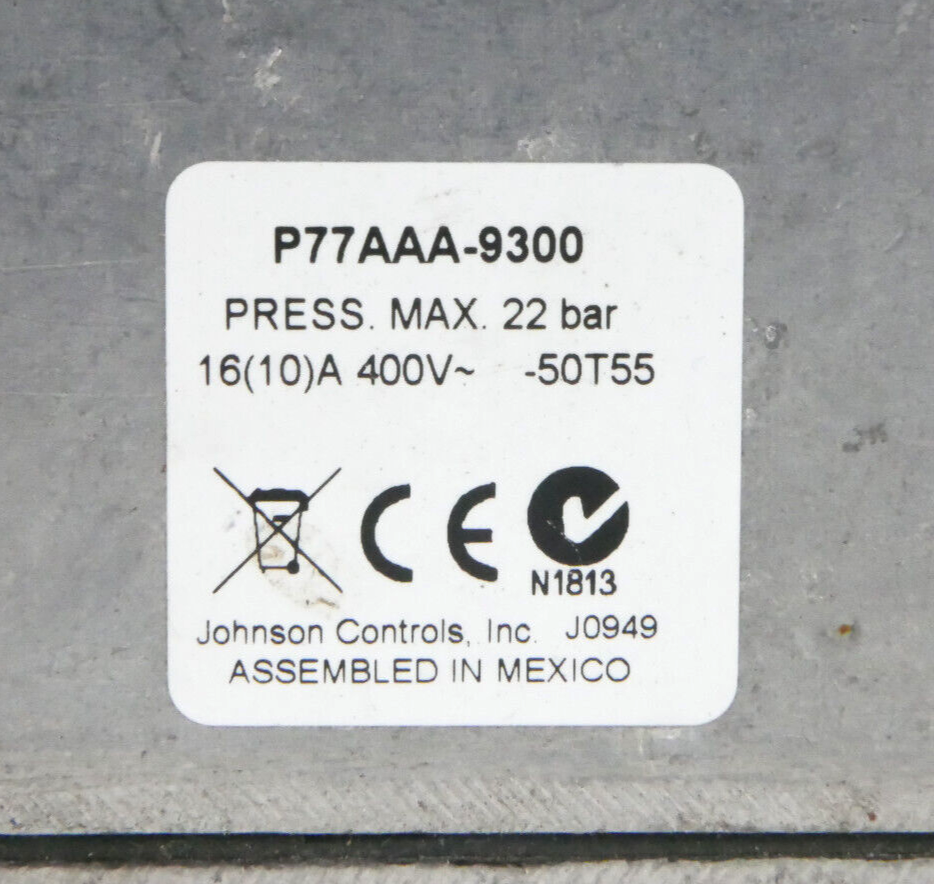 P77AAA-9300
PRESS. MAX. 22 bar
16(10)A 400V~ -50T55
CE
N1813
Johnson Controls, Inc. J0949
ASSEMBLED IN MEXICO